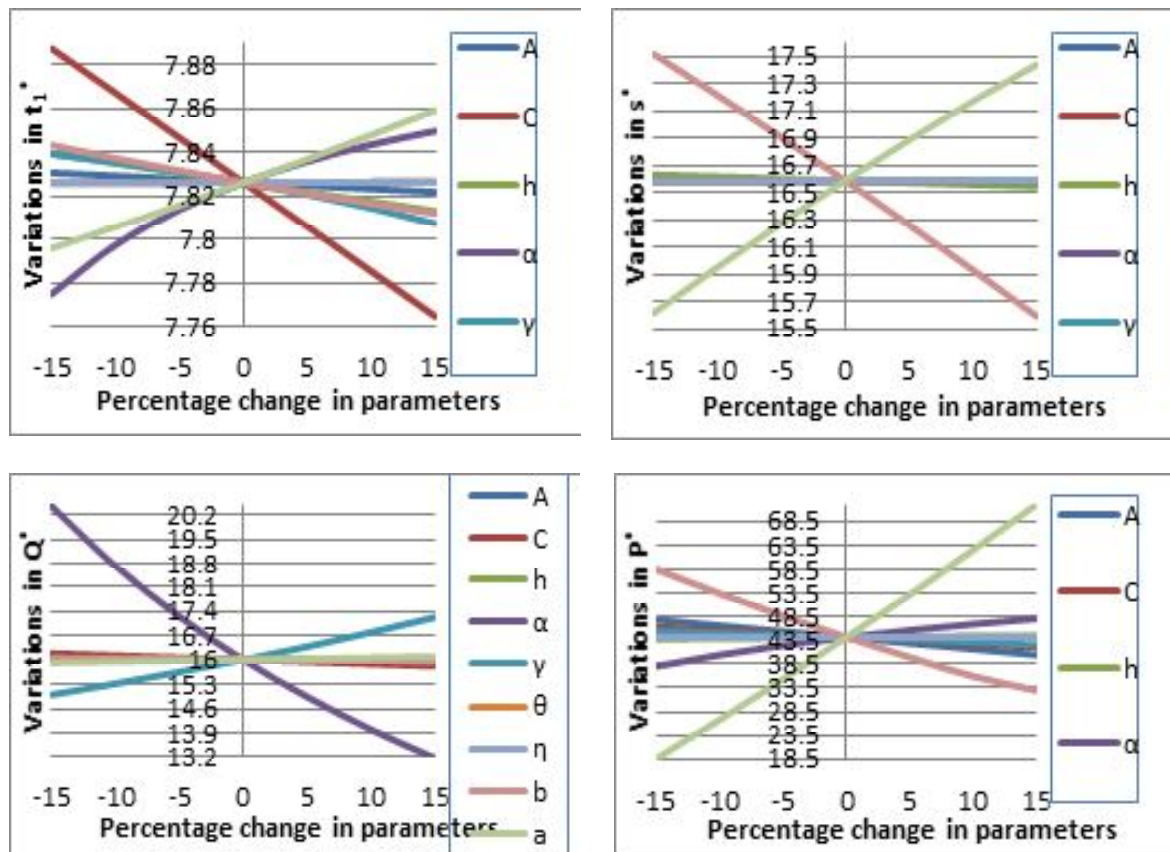 Variations in t₁*
7.88
7.86
7.84
7.82
7.8
7.78
7.76
-15 -10 -5 0 5 10 15
Percentage change in parameters
A
C
h
α
γ
Variations in s*
17.5
17.3
17.1
16.9
16.7
16.5
16.3
16.1
15.9
15.7
15.5
-15 -10 -5 0 5 10 15
Percentage change in parameters
A
C
h
α
γ
Variations in Q*
20.2
19.5
18.8
18.1
17.4
16.7
16
15.3
14.6
13.9
13.2
-15 -10 -5 0 5 10 15
Percentage change in parameters
A
C
h
α
γ
θ
η
b
a
Variations in P*
68.5
63.5
58.5
53.5
48.5
43.5
38.5
33.5
28.5
23.5
18.5
-15 -10 -5 0 5 10 15
Percentage change in parameters
A
C
h
α